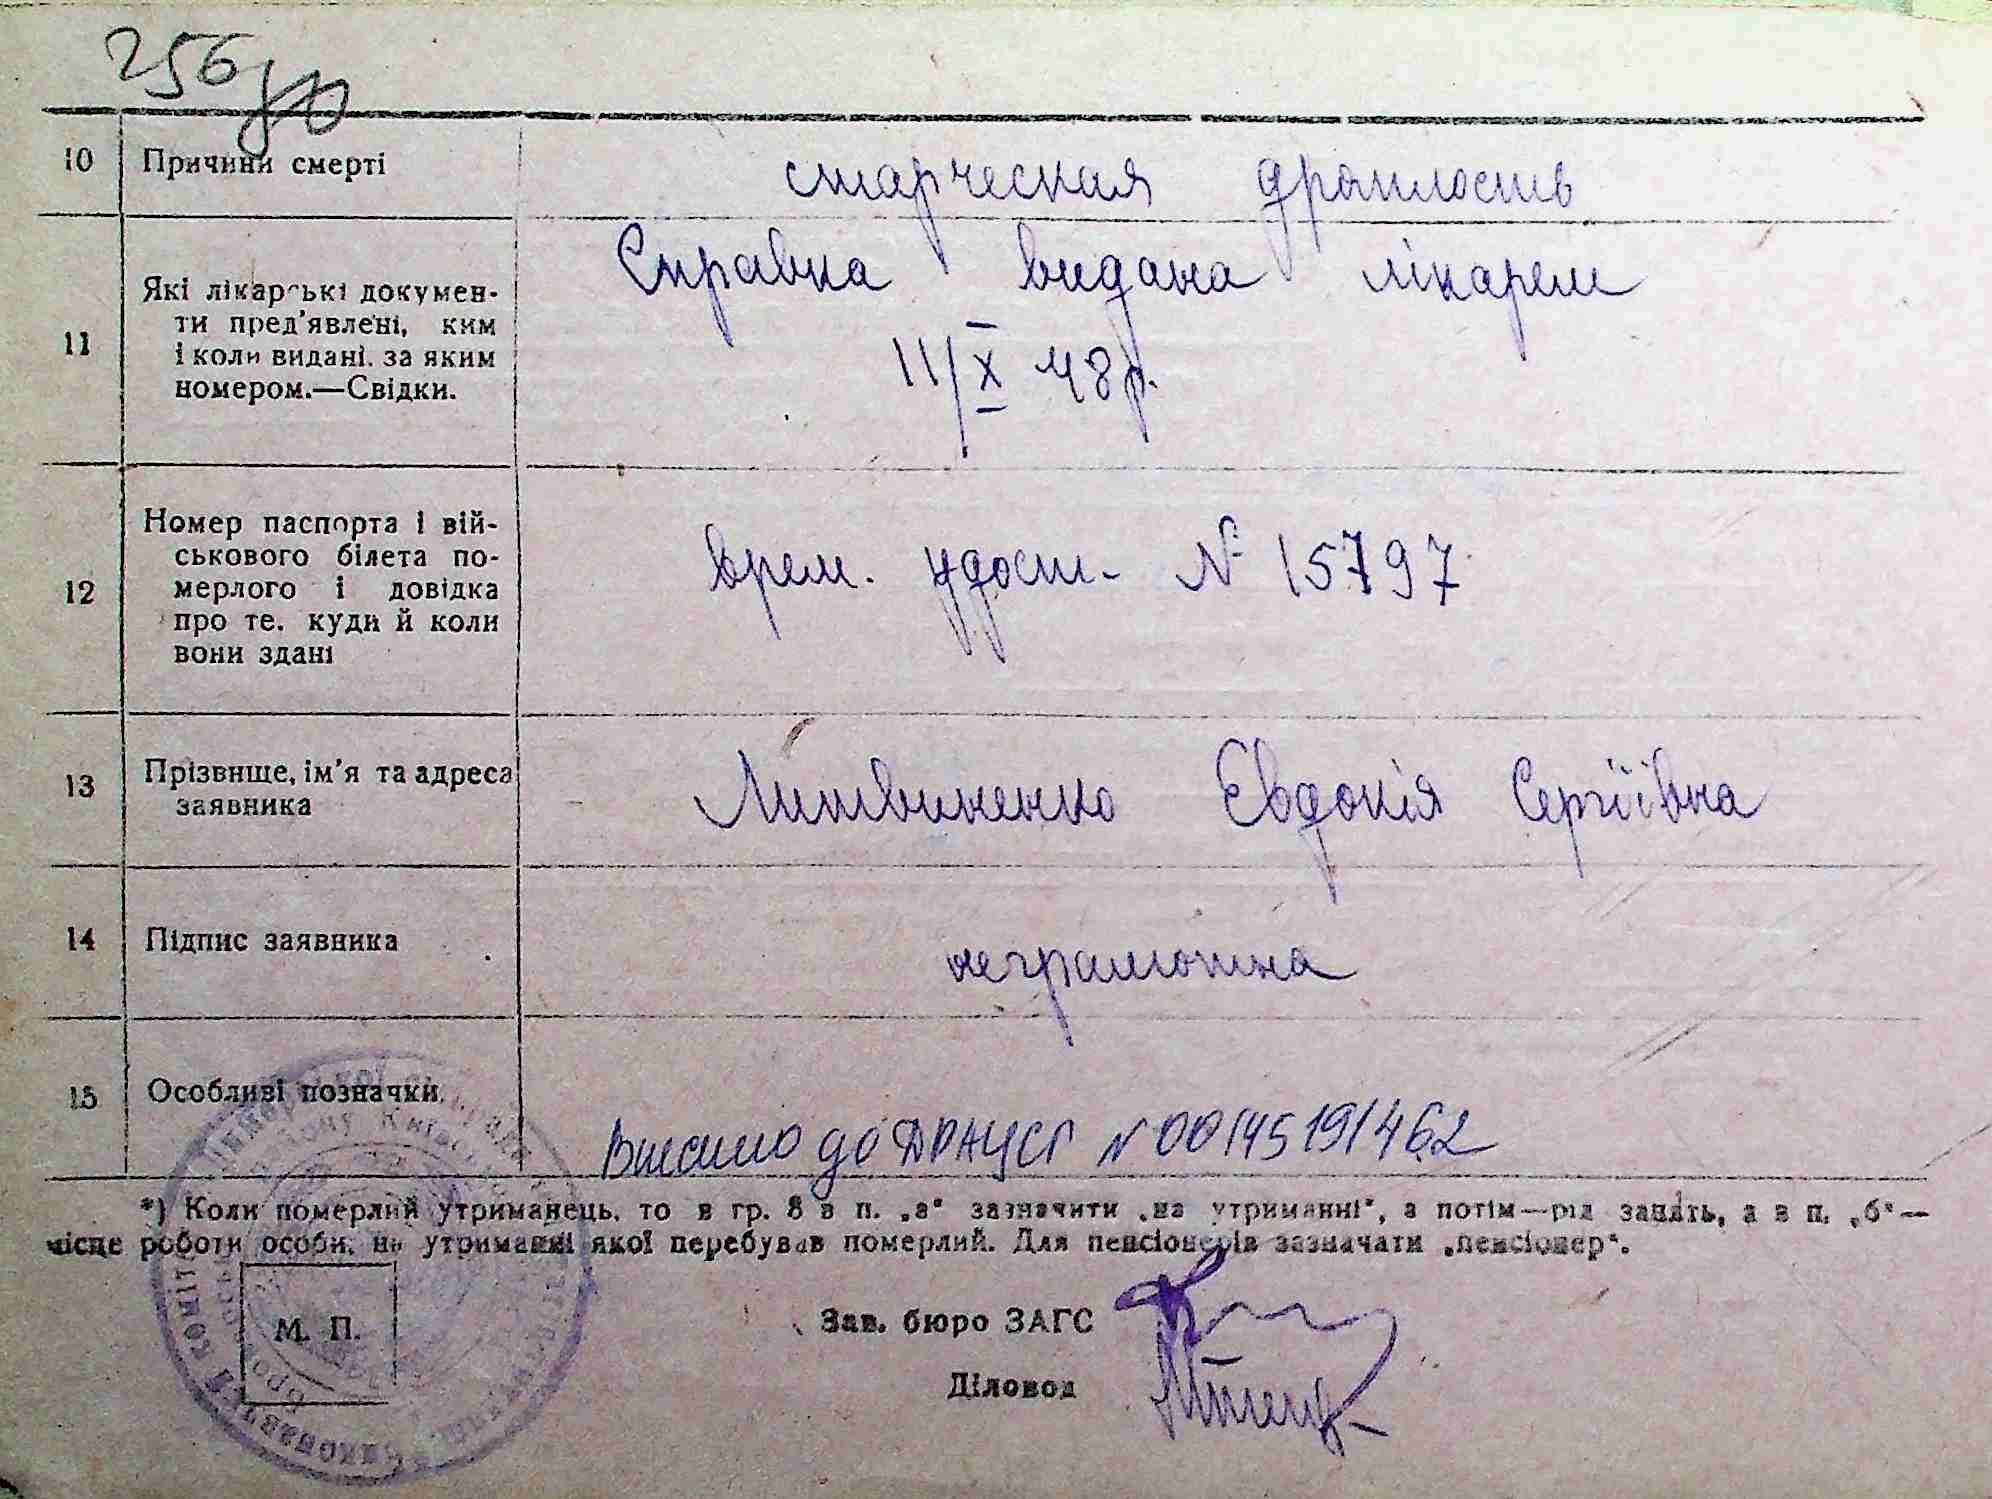 256
10 Причини смерті старческая дряхлость
11 Які лікарські докумен-
ти пред'явлені, ким
і коли видані. за яким
номером.—Свідки.
Справка видана лікарем
11/X 48 р.
12 Номер паспорта і вій-
ськового білета по-
мерлого і довідка
про те. куди й коли
вони здані
врем. удост. № 15797
13 Прізвище, ім'я та адреса
заявника
Литвиненко Євдокія Сергіївна
14 Підпис заявника неграмотна
15 Особливі позначки.
Внесено до ДРАЦСГ №00145191462
*) Коли померлий утриманець, то в гр. 8 в п. „а“ зазначити „на утриманні“, а потім—рід занять, а в п. „б“—
місце роботи особи, на утриманні якої перебував померлий. Для пенсіонерів зазначати „пенсіонер“.
М. П.
Зав. бюро ЗАГС
Діловод